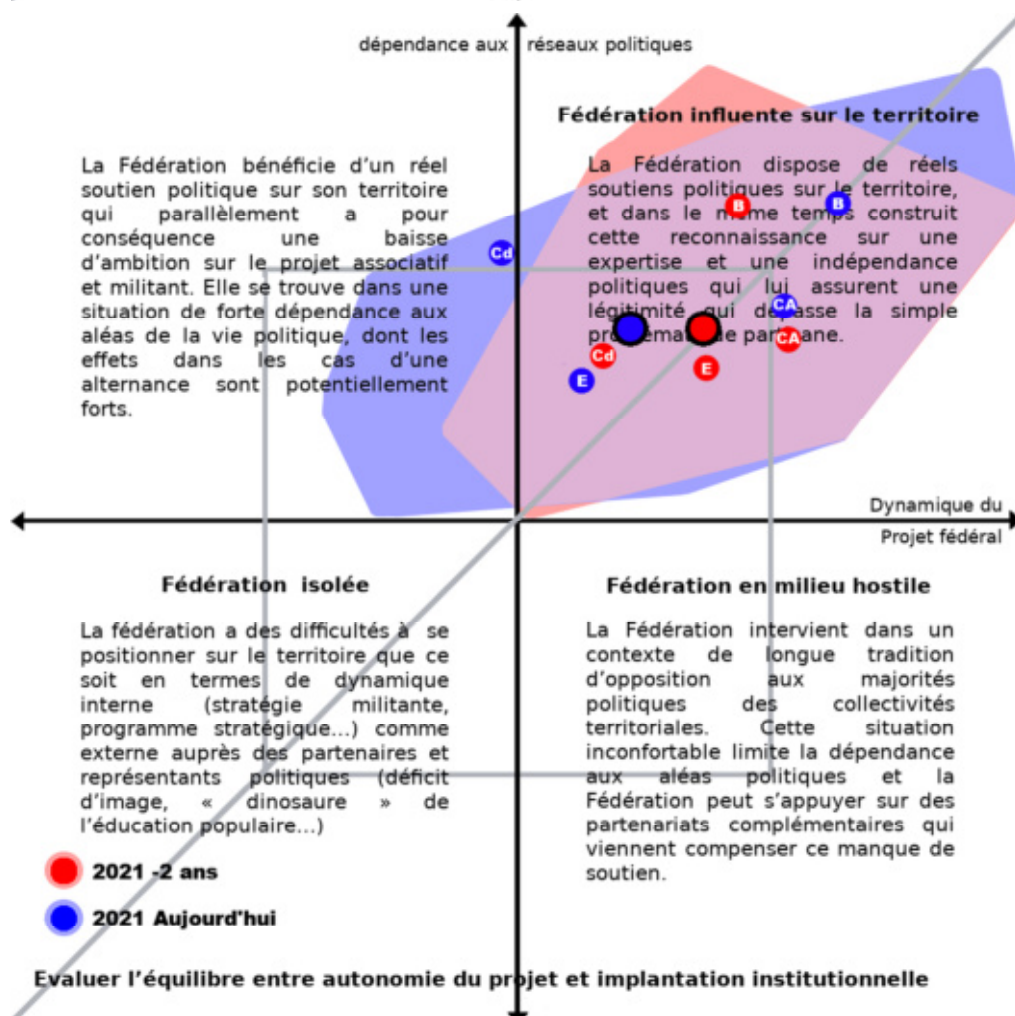 dépendance aux réseaux politiques
Fédération influente sur le territoire
La Fédération bénéficie d'un réel
soutien politique sur son territoire
qui parallèlement a pour
conséquence une baisse
d'ambition sur le projet associatif
et militant. Elle se trouve dans une
situation de forte dépendance aux
aléas de la vie politique, dont les
effets dans les cas d'une
alternance sont potentiellement
forts.
La Fédération dispose de réels
soutiens politiques sur le territoire,
et dans le même temps construit
cette reconnaissance sur une
expertise et une indépendance
politiques qui lui assurent une
légitimité qui dépasse la simple
de partisane.
B
B
Cd
CA
CA
Cd
E
E
Dynamique du
Projet fédéral
Fédération isolée
La fédération a des difficultés à se
positionner sur le territoire que ce
soit en termes de dynamique
interne (stratégie militante,
programme stratégique...) comme
externe auprès des partenaires et
représentants politiques (déficit
d'image, « dinosaure » de
l'éducation populaire...)
Fédération en milieu hostile
La Fédération intervient dans un
contexte de longue tradition
d'opposition aux majorités
politiques des collectivités
territoriales. Cette situation
inconfortable limite la dépendance
aux aléas politiques et la
Fédération peut s'appuyer sur des
partenariats complémentaires qui
viennent compenser ce manque de
soutien.
2021 -2 ans
2021 Aujourd'hui
Evaluer l'équilibre entre autonomie du projet et implantation institutionnelle